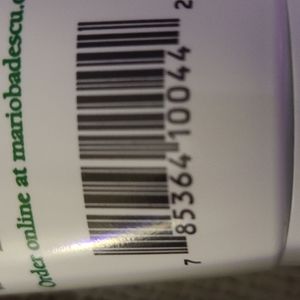 Order online at mariobadescu.c
7 85364 10044 2